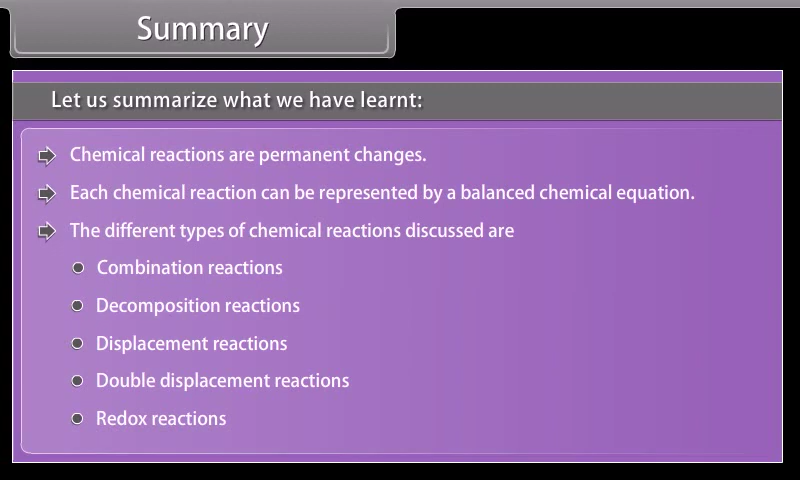 Summary
Let us summarize what we have learnt:
Chemical reactions are permanent changes.
Each chemical reaction can be represented by a balanced chemical equation.
The different types of chemical reactions discussed are
Combination reactions
Decomposition reactions
Displacement reactions
Double displacement reactions
Redox reactions